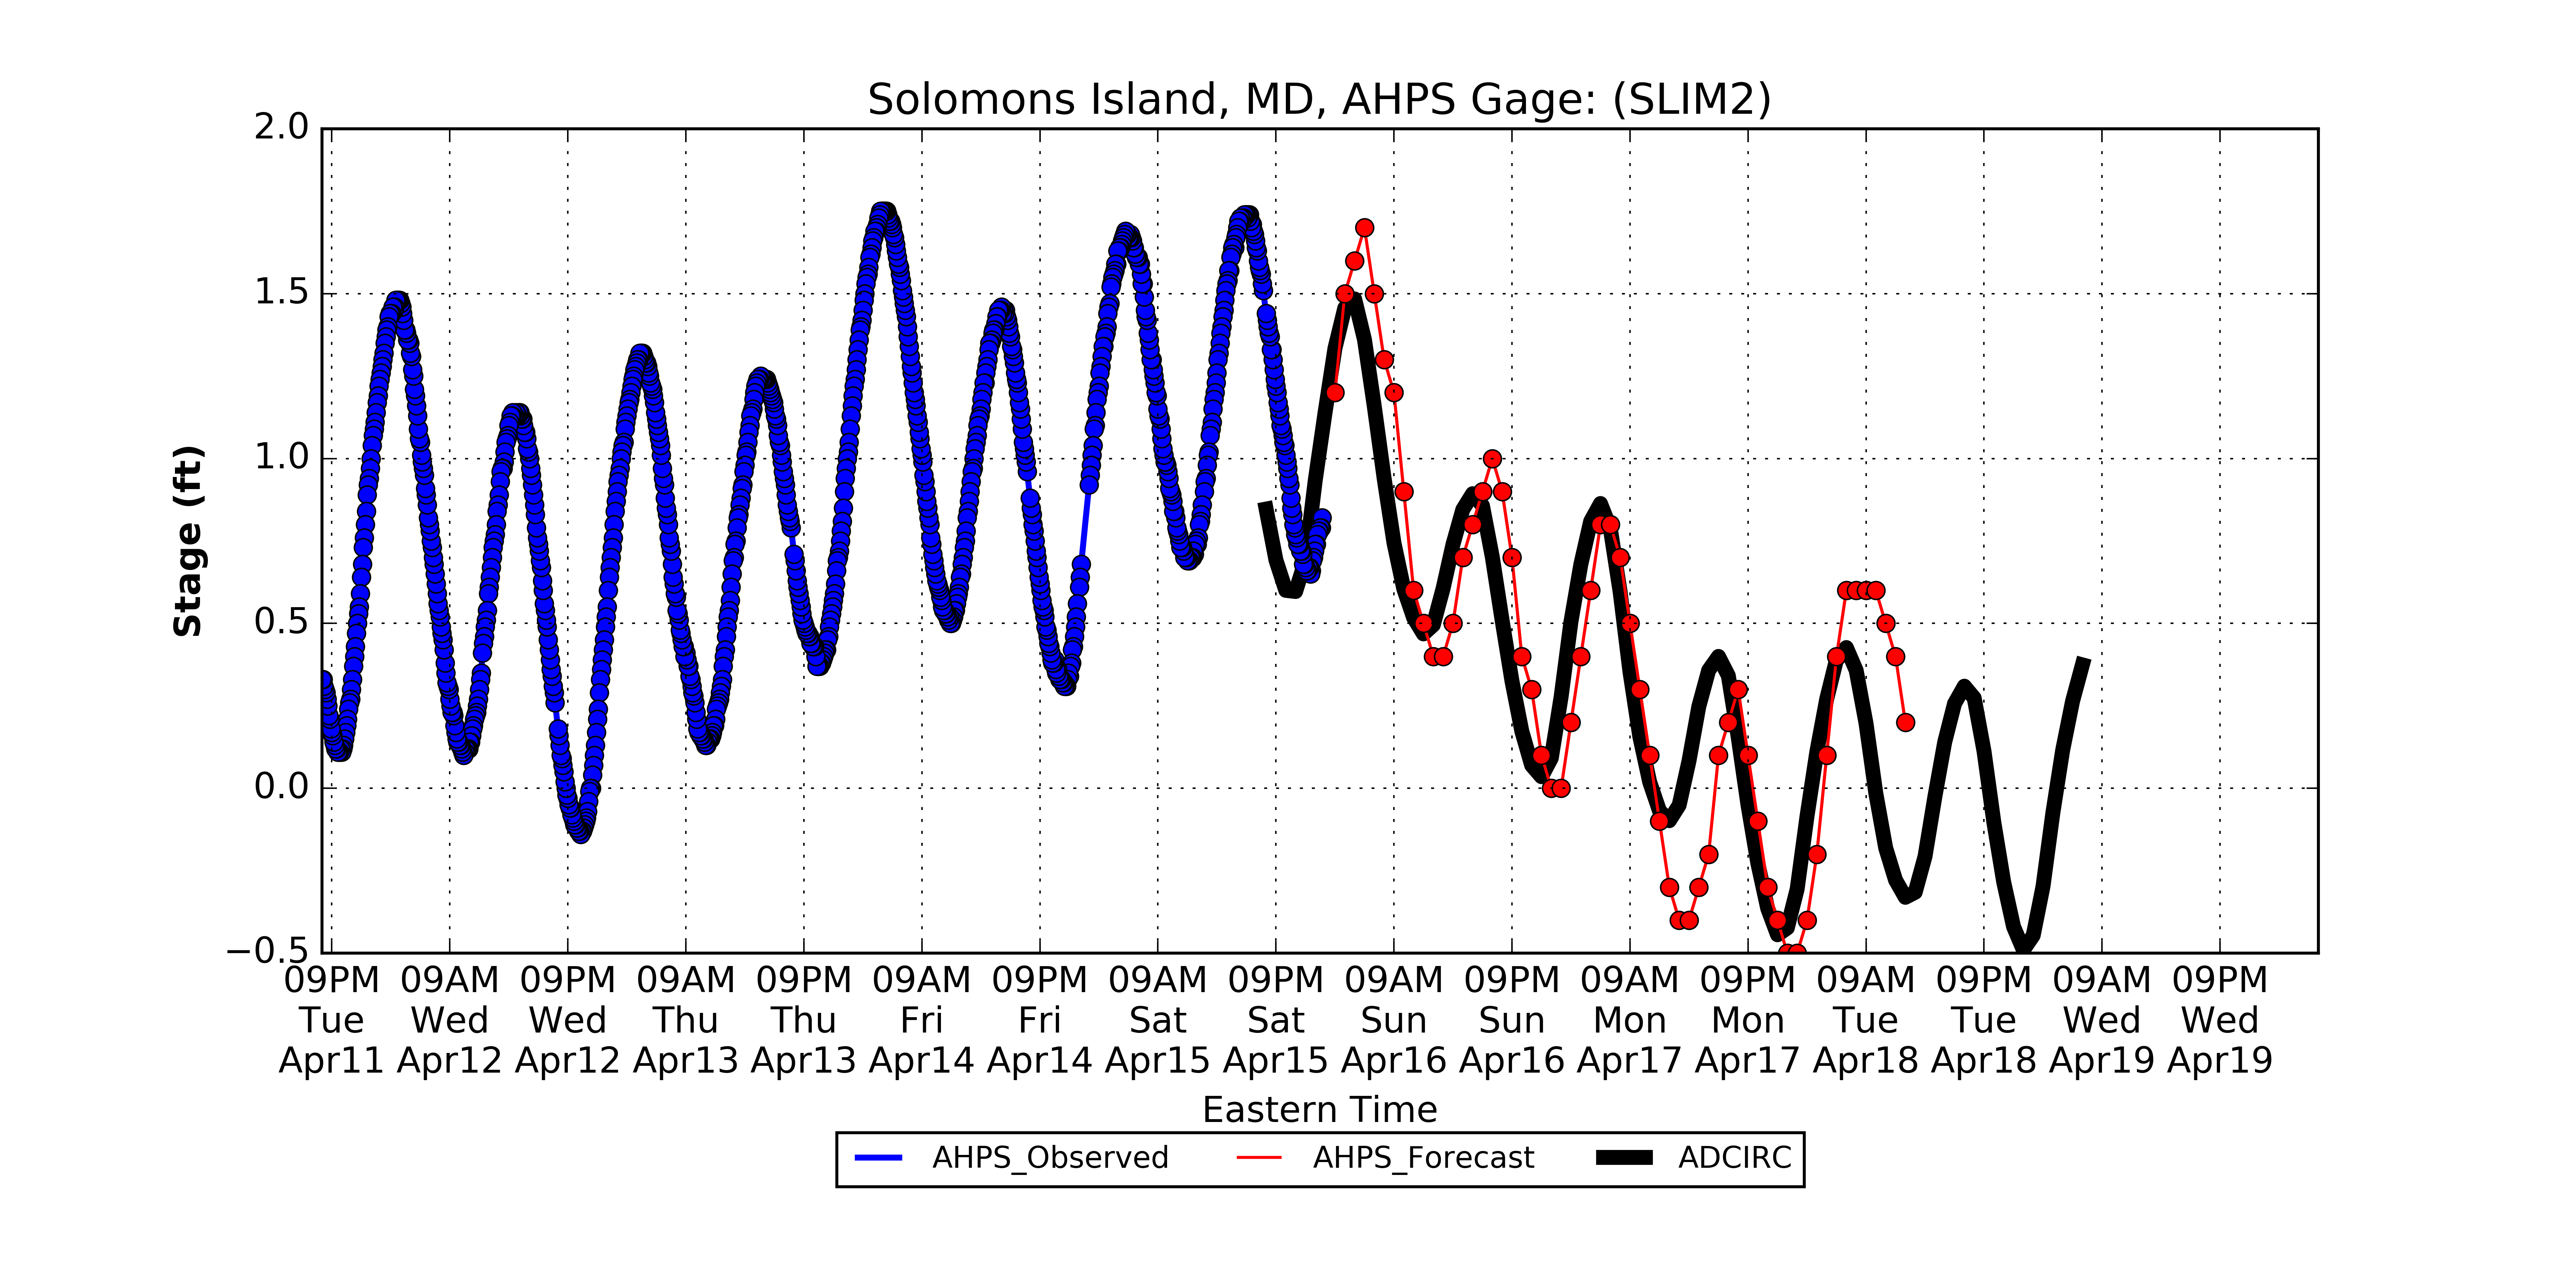 Solomons Island, MD, AHPS Gage: (SLIM2)
2.0
1.5
1.0
0.5
0.0
−0.5
Stage (ft)
09PM 09AM 09PM 09AM 09PM 09AM 09PM 09AM 09PM 09AM 09PM 09AM 09PM 09AM 09PM 09AM 09PM
Tue Wed Wed Thu Thu Fri Fri Sat Sat Sun Sun Mon Mon Tue Tue Wed Wed
Apr11 Apr12 Apr12 Apr13 Apr13 Apr14 Apr14 Apr15 Apr15 Apr16 Apr16 Apr17 Apr17 Apr18 Apr18 Apr19 Apr19
Eastern Time
AHPS_Observed AHPS_Forecast ADCIRC